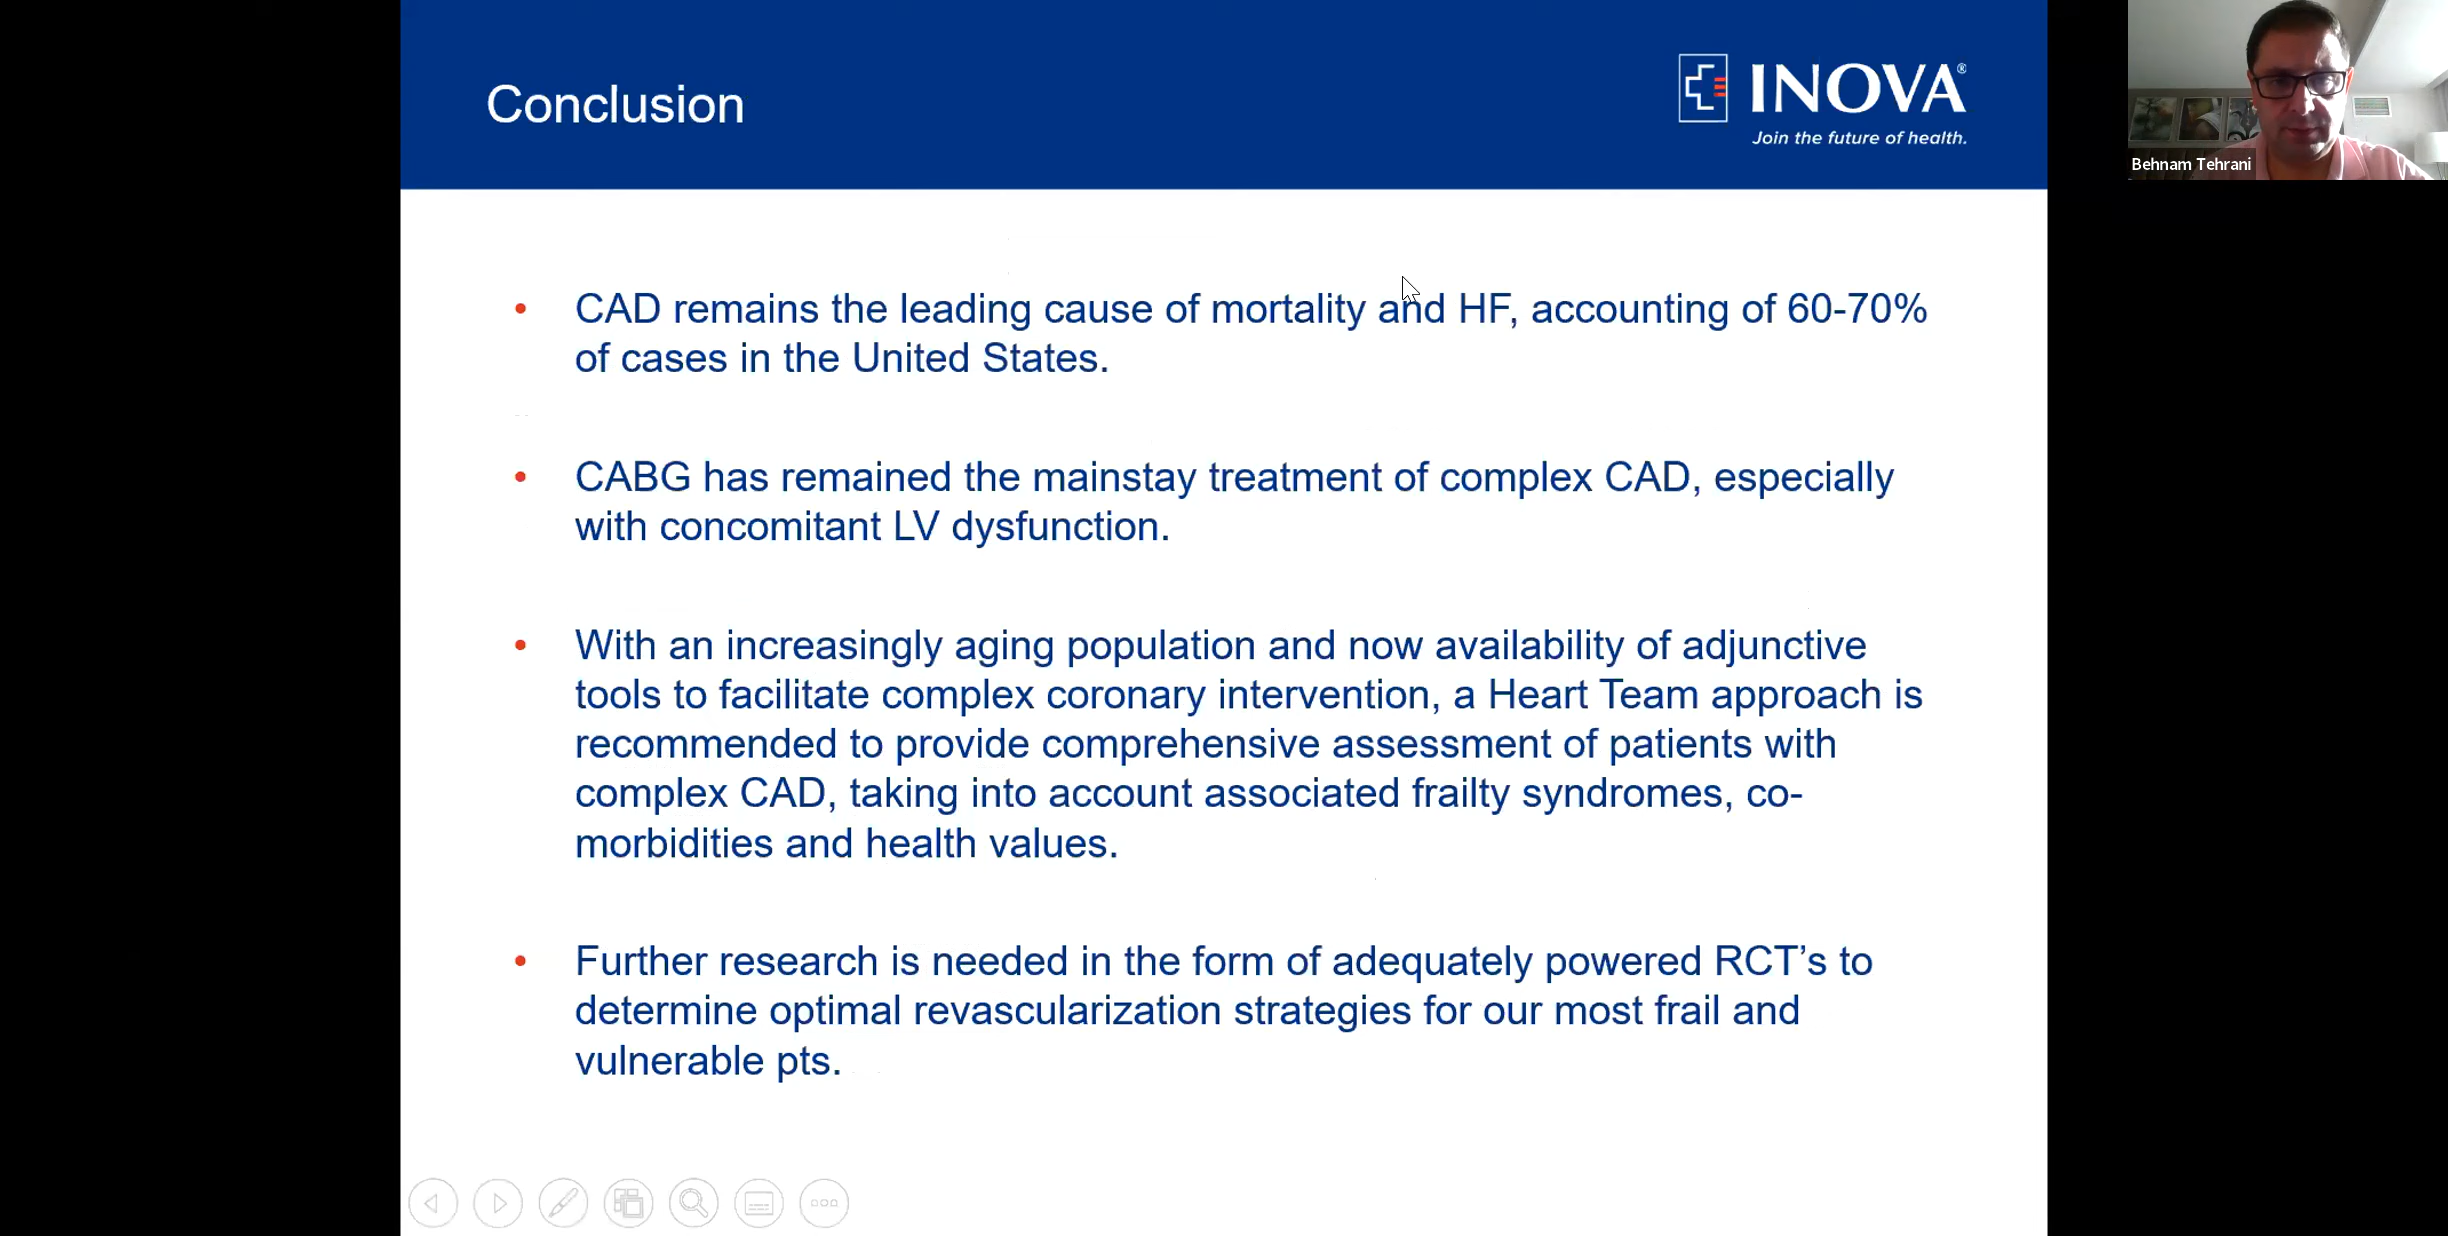 Conclusion
INOVA®
Join the future of health.
Behnam Tehrani
• CAD remains the leading cause of mortality and HF, accounting of 60-70%
of cases in the United States.
• CABG has remained the mainstay treatment of complex CAD, especially
with concomitant LV dysfunction.
• With an increasingly aging population and now availability of adjunctive
tools to facilitate complex coronary intervention, a Heart Team approach is
recommended to provide comprehensive assessment of patients with
complex CAD, taking into account associated frailty syndromes, co-
morbidities and health values.
• Further research is needed in the form of adequately powered RCT’s to
determine optimal revascularization strategies for our most frail and
vulnerable pts.